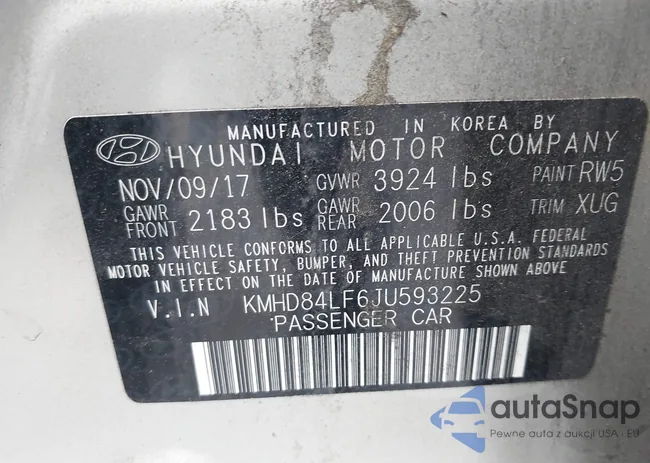 MANUFACTURED IN KOREA BY
HYUNDAI MOTOR COMPANY
NOV/09/17 GVWR 3924 lbs PAINT RW5
GAWR FRONT 2183 lbs GAWR REAR 2006 lbs TRIM XUG
THIS VEHICLE CONFORMS TO ALL APPLICABLE U.S.A. FEDERAL
MOTOR VEHICLE SAFETY, BUMPER, AND THEFT PREVENTION STANDARDS
IN EFFECT ON THE DATE OF MANUFACTURE SHOWN ABOVE
V.I.N KMHD84LF6JU593225
PASSENGER CAR
autaSnap
Pewne auta z aukcji USA i EU